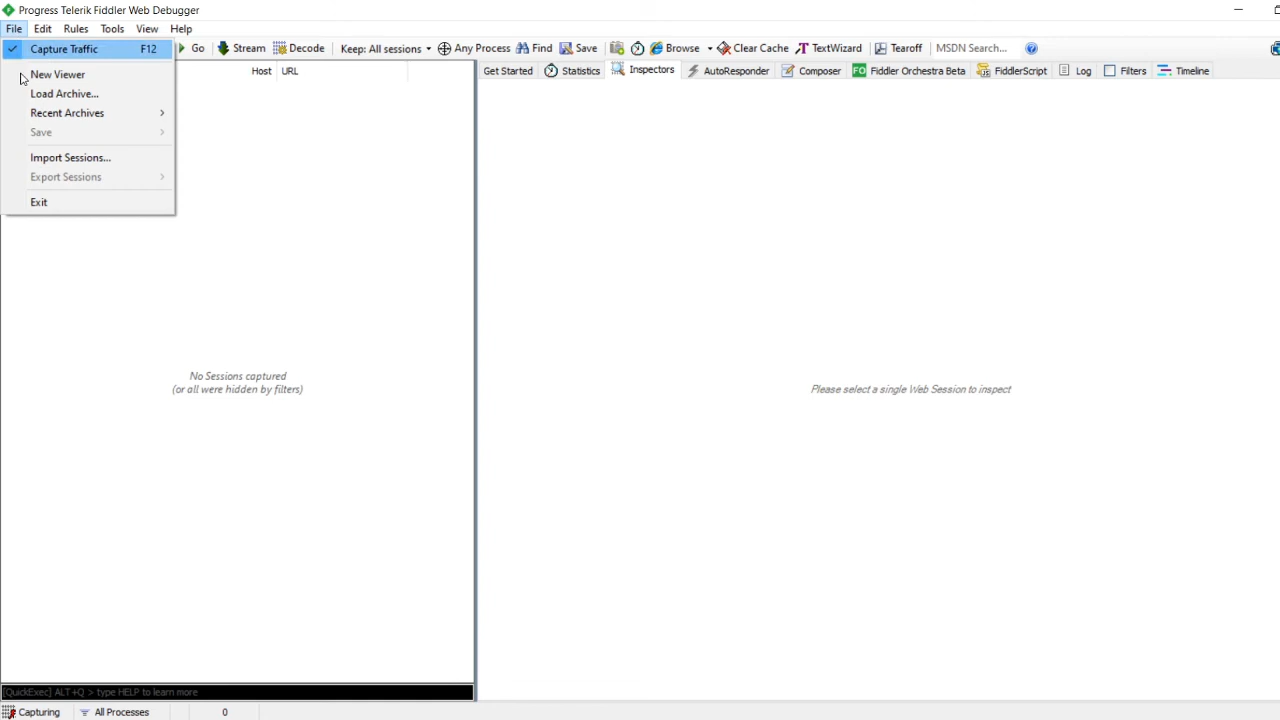 Progress Telerik Fiddler Web Debugger
File Edit Rules Tools View Help
Capture Traffic F12
Go Stream Decode Keep: All sessions Any Process Find Save Browse Clear Cache TextWizard Tearoff MSDN Search...
Host URL
Get Started Statistics Inspectors AutoResponder Composer FO Fiddler Orchestra Beta FiddlerScript Log Filters Timeline
New Viewer
Load Archive...
Recent Archives
Save
Import Sessions...
Export Sessions
Exit
No Sessions captured
(or all were hidden by filters)
Please select a single Web Session to inspect
[QuickExec] ALT+Q > type HELP to learn more
Capturing All Processes 0